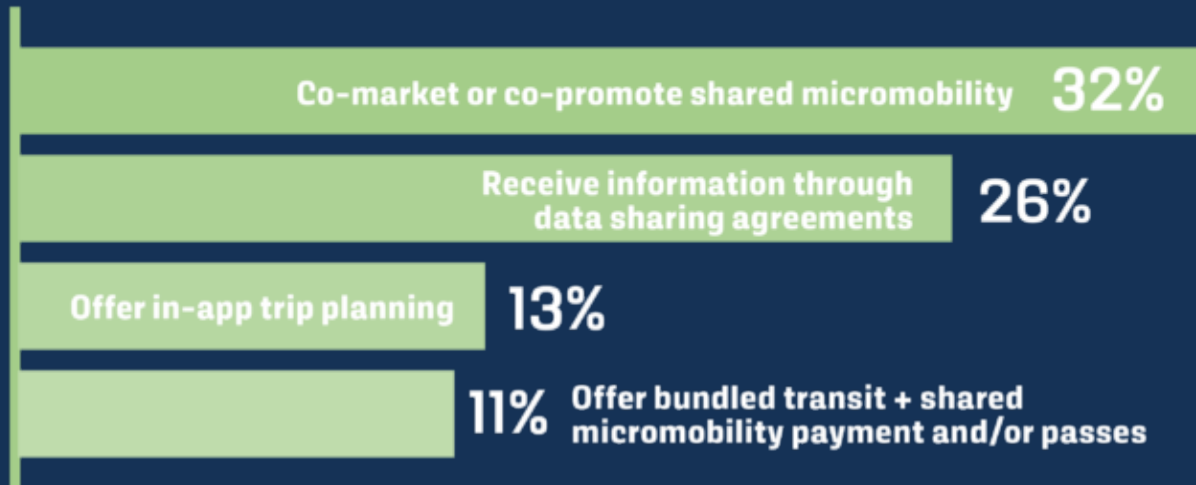 Co-market or co-promote shared micromobility 32%
Receive information through
data sharing agreements
26%
Offer in-app trip planning 13%
11%
Offer bundled transit + shared
micromobility payment and/or passes